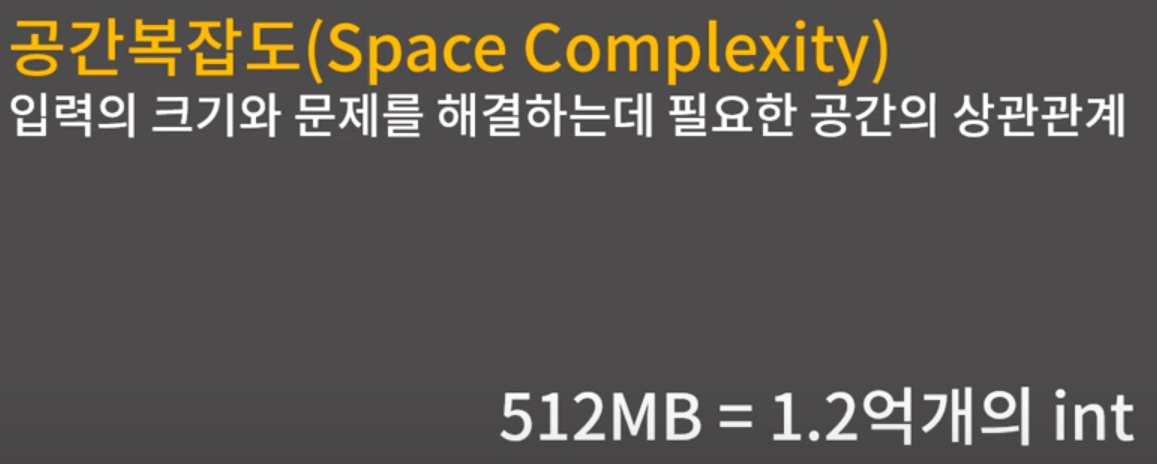 공간복잡도(Space Complexity)
입력의 크기와 문제를 해결하는데 필요한 공간의 상관관계
512MB = 1.2억개의 int